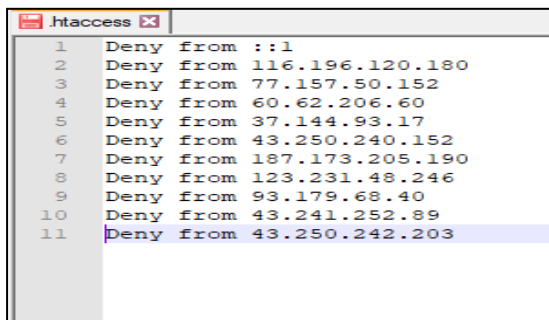 .htaccess
1 Deny from ::1
2 Deny from 116.196.120.180
3 Deny from 77.157.50.152
4 Deny from 60.62.206.60
5 Deny from 37.144.93.17
6 Deny from 43.250.240.152
7 Deny from 187.173.205.190
8 Deny from 123.231.48.246
9 Deny from 93.179.68.40
10 Deny from 43.241.252.89
11 Deny from 43.250.242.203